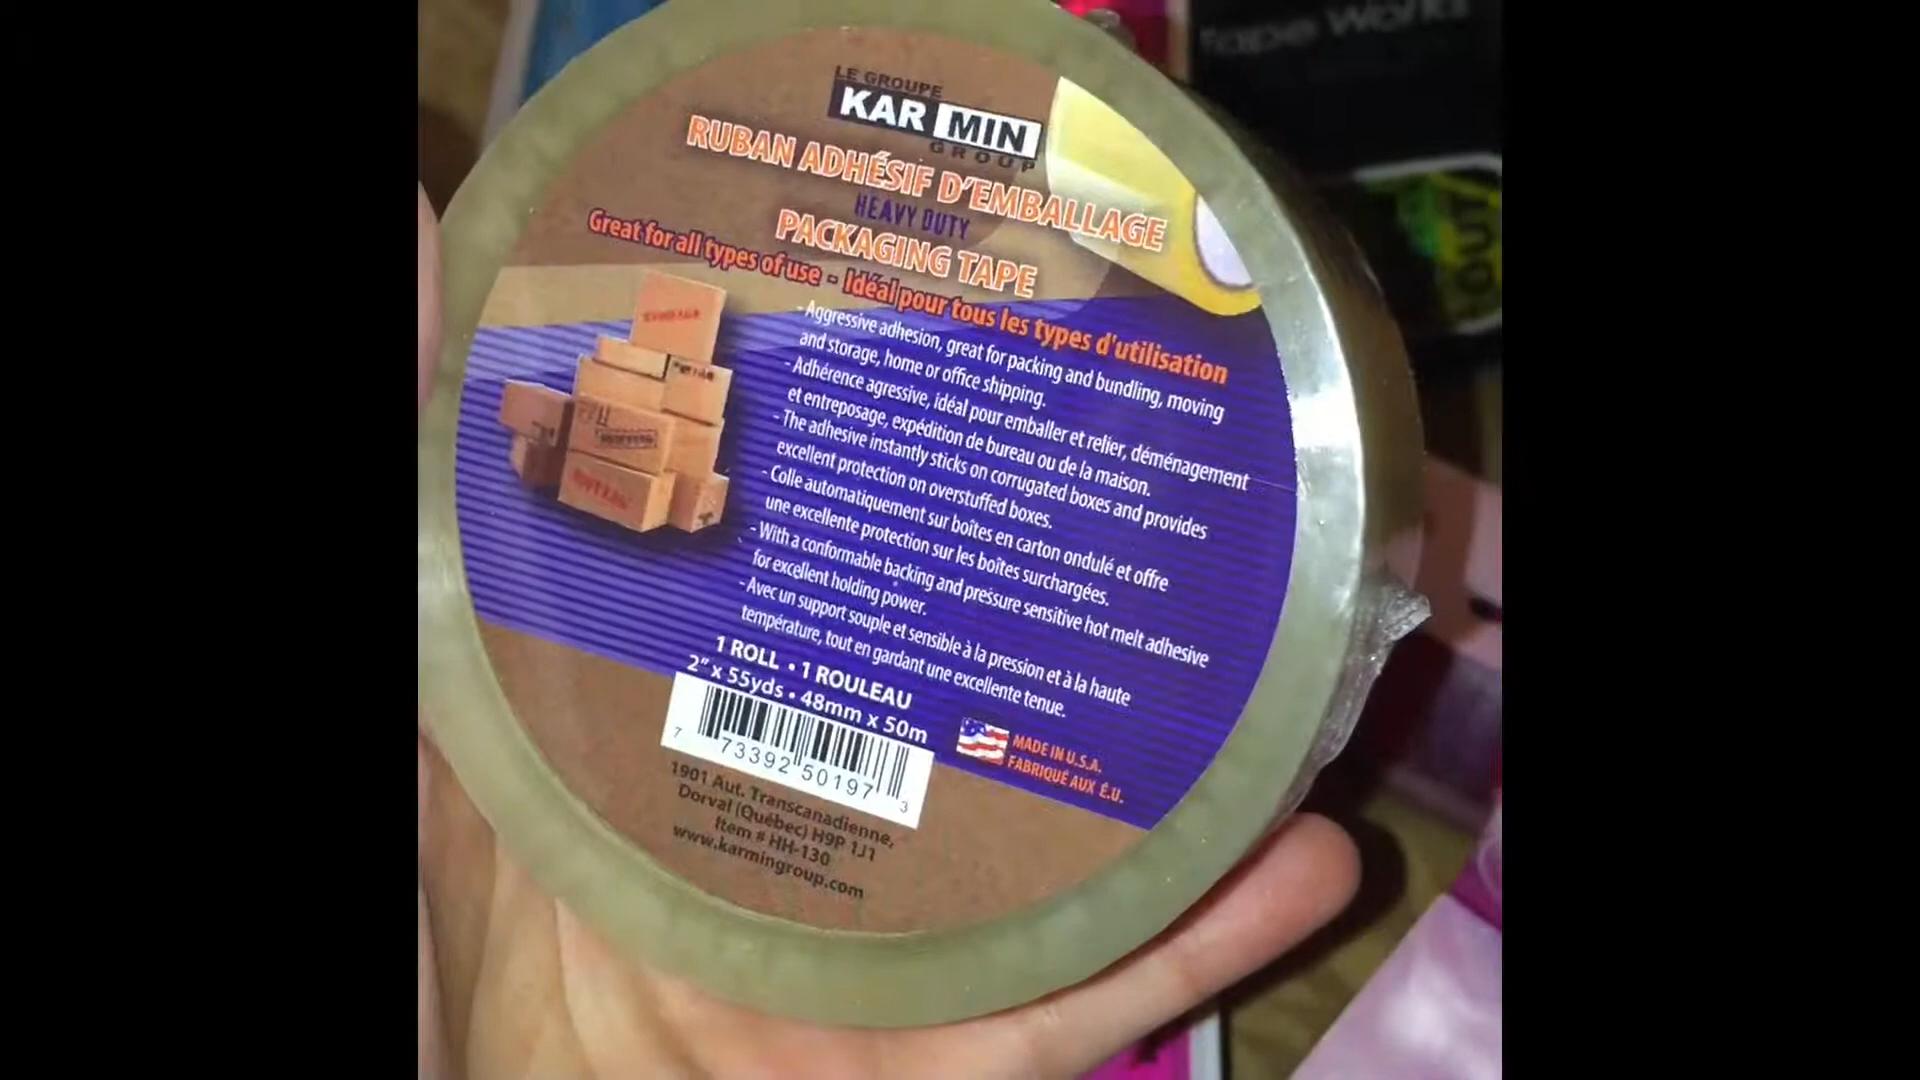 Tape Works
LE GROUPE
KAR MIN
GROUP
RUBAN ADHÉSIF D'EMBALLAGE
HEAVY DUTY
PACKAGING TAPE
Great for all types of use - Idéal pour tous les types d'utilisation
- Aggressive adhesion, great for packing and bundling, moving
and storage, home or office shipping.
- Adhérence agressive, idéal pour emballer et relier, déménagement
et entreposage, expédition de bureau ou de la maison.
- The adhesive instantly sticks on corrugated boxes and provides
excellent protection on overstuffed boxes.
- Colle automatiquement sur boîtes en carton ondulé et offre
une excellente protection sur les boîtes surchargées.
- With a conformable backing and pressure sensitive hot melt adhesive
for excellent holding power.
- Avec un support souple et sensible à la pression et à la haute
température, tout en gardant une excellente tenue.
1 ROLL • 1 ROULEAU
2" x 55yds • 48mm x 50m
7 73392 50197 3
MADE IN U.S.A.
FABRIQUÉ AUX É.U.
1901 Aut. Transcanadienne,
Dorval (Québec) H9P 1J1
Item # HH-130
www.karmingroup.com
OUT